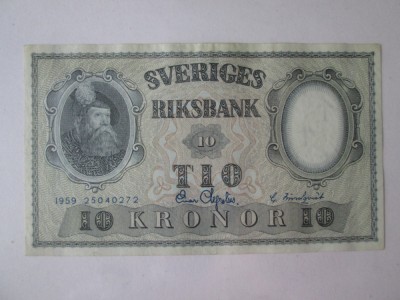 SVERIGES
RIKSBANK
10
TIO
1959 25040272
10 KRONOR 10